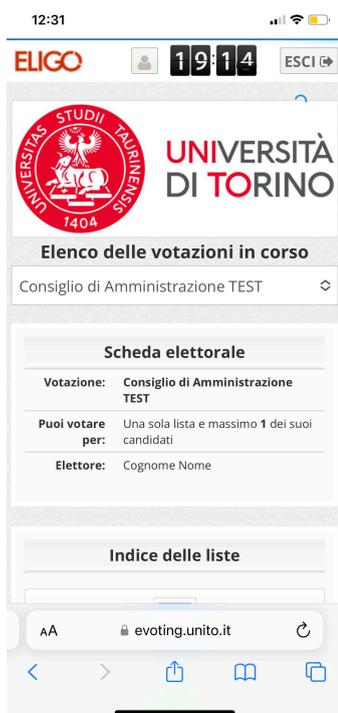 12:31
ELIGO
19:14
ESCI
UNIVERSITAS STUDII TAURINENSIS
1404
UNIVERSITÀ
DI TORINO
Elenco delle votazioni in corso
Consiglio di Amministrazione TEST
Scheda elettorale
Votazione: Consiglio di Amministrazione
TEST
Puoi votare Una sola lista e massimo 1 dei suoi
per: candidati
Elettore: Cognome Nome
Indice delle liste
AA evoting.unito.it